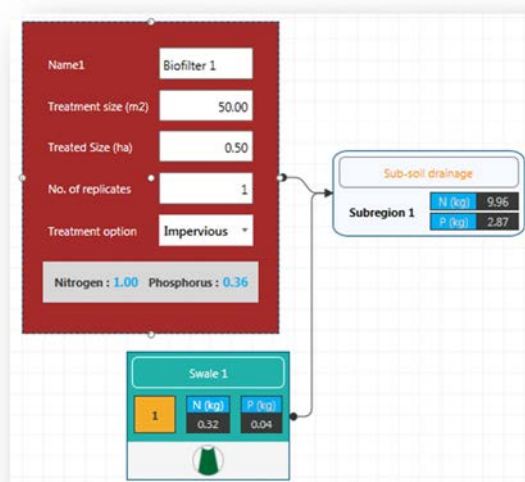 Name1 Biofilter 1
Treatment size (m2) 50.00
Treated Size (ha) 0.50
No. of replicates 1
Treatment option Impervious
Nitrogen : 1.00 Phosphorus : 0.36
Sub-soil drainage
Subregion 1
N (kg) 9.96
P (kg) 2.87
Swale 1
1
N (kg) P (kg)
0.32 0.04